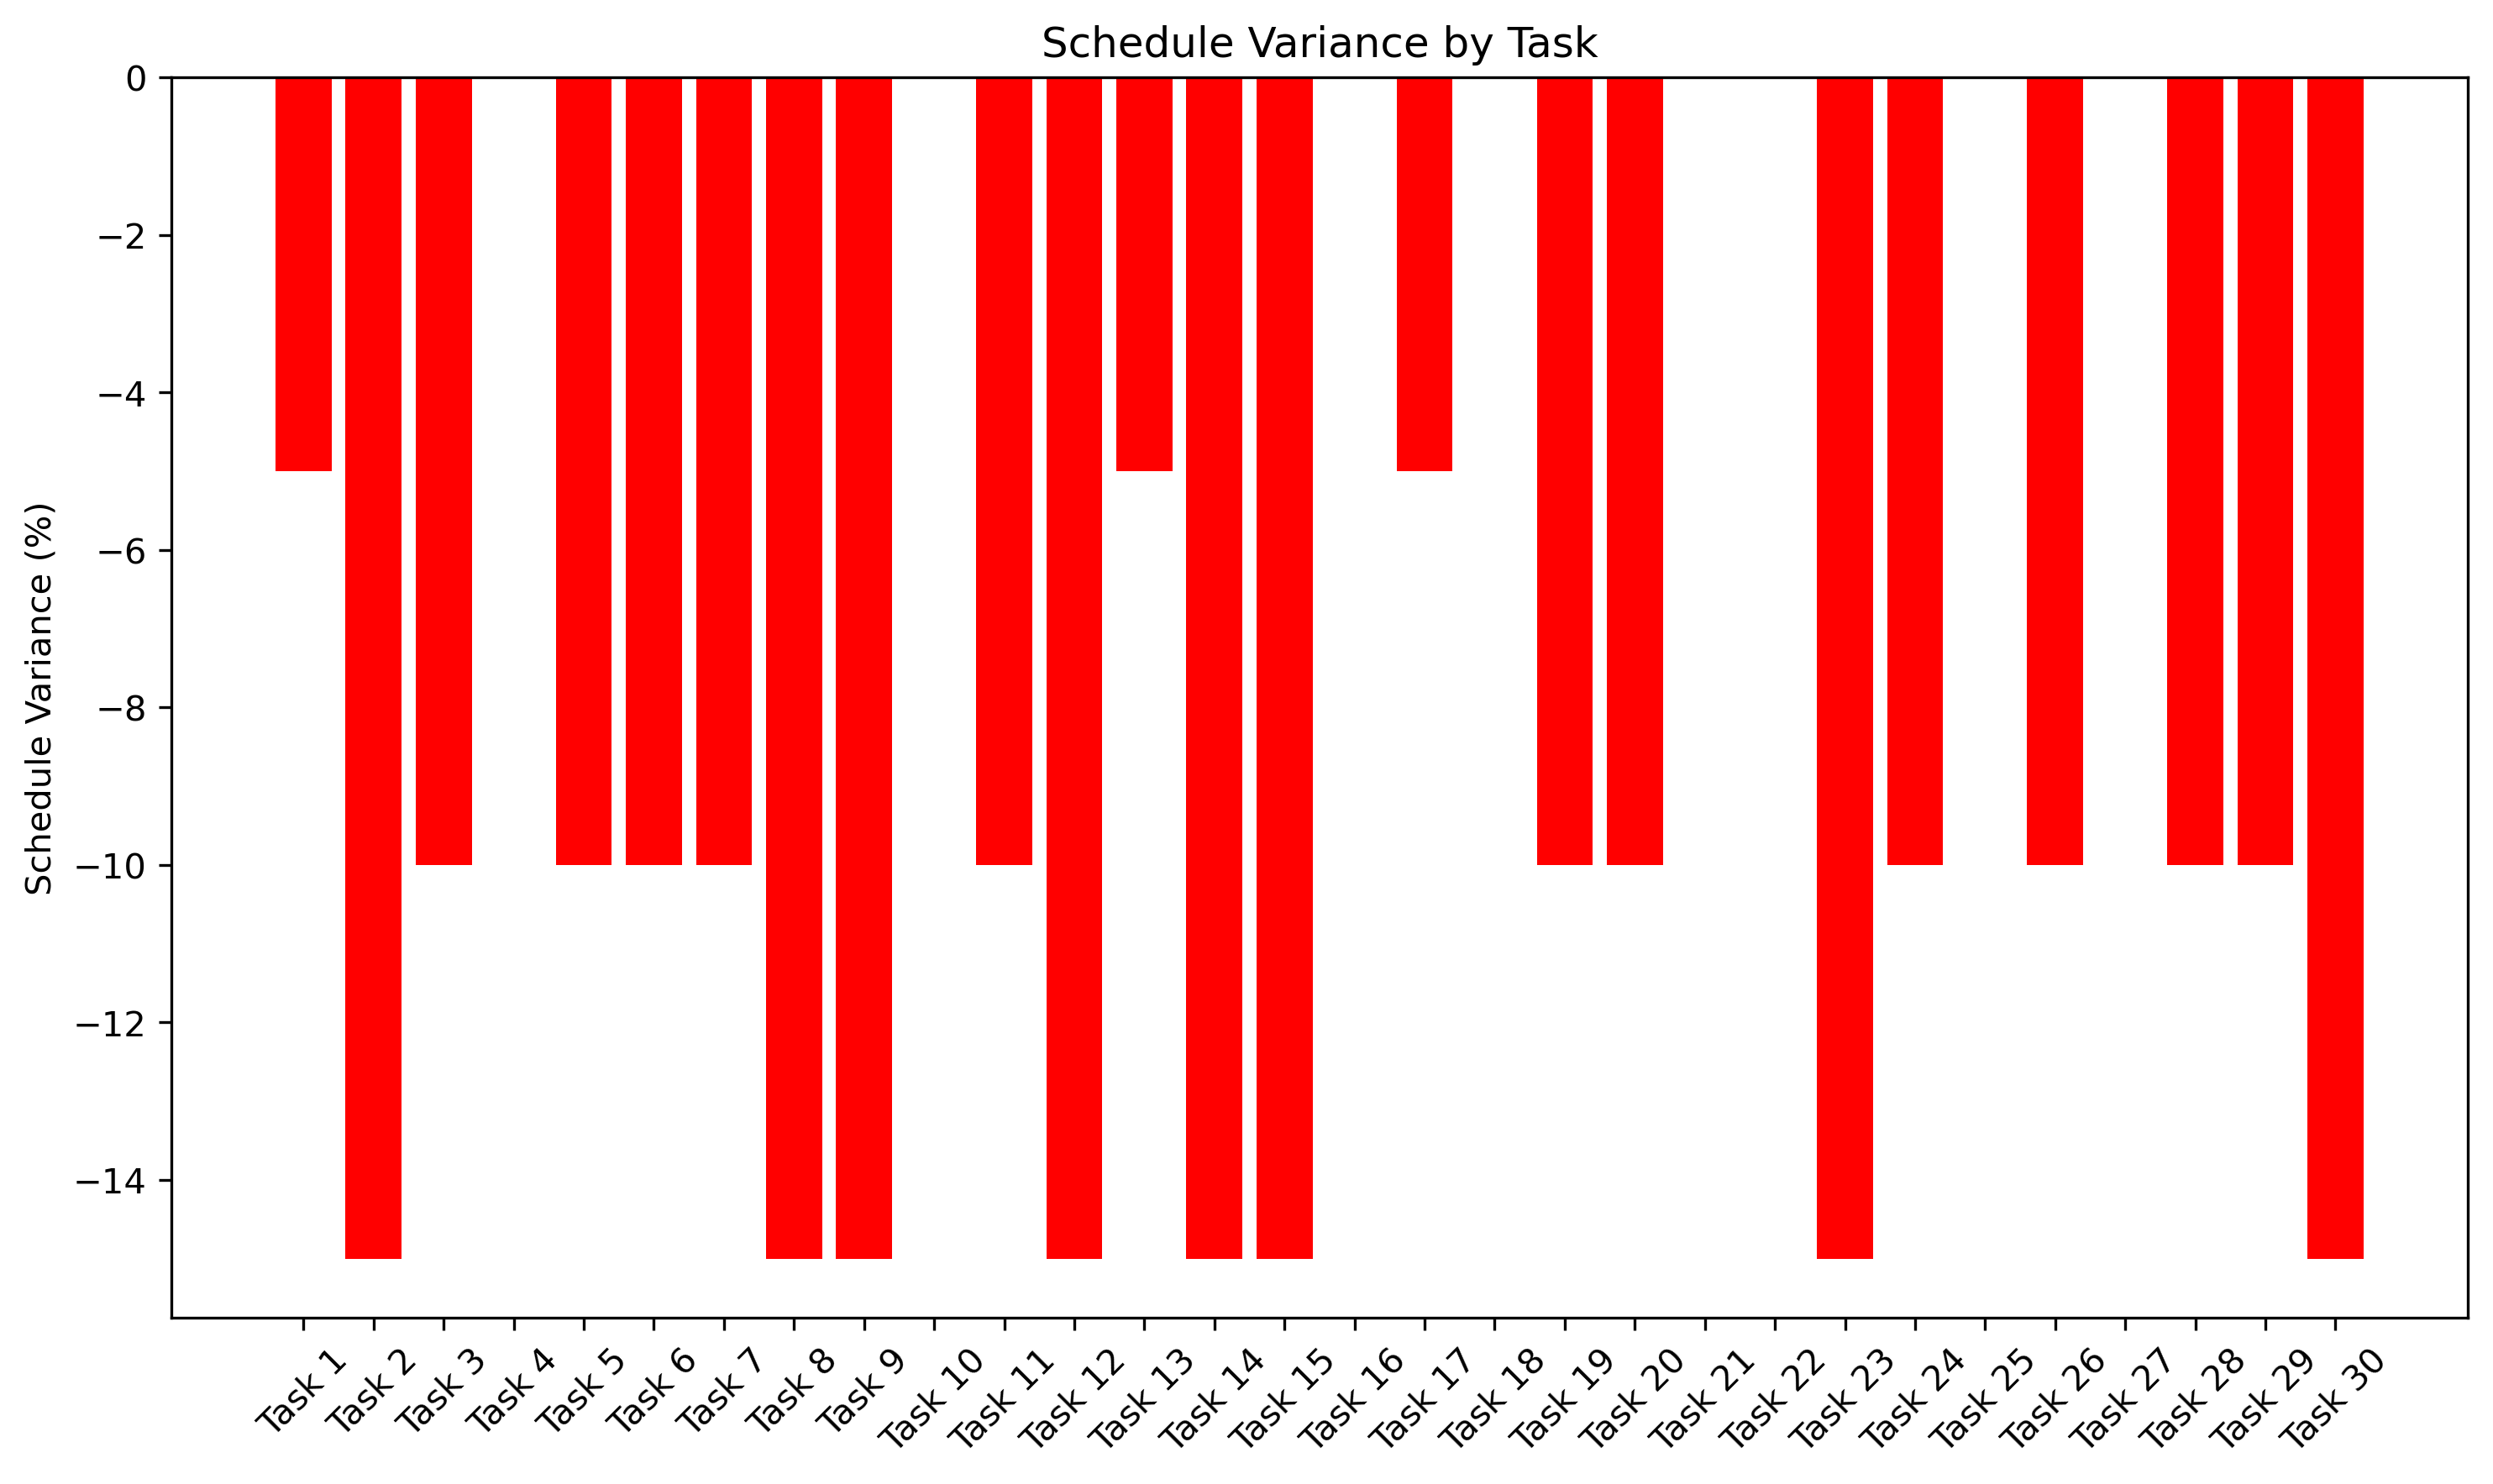 Schedule Variance by Task
Schedule Variance (%)
0
−2
−4
−6
−8
−10
−12
−14
Task 1
Task 2
Task 3
Task 4
Task 5
Task 6
Task 7
Task 8
Task 9
Task 10
Task 11
Task 12
Task 13
Task 14
Task 15
Task 16
Task 17
Task 18
Task 19
Task 20
Task 21
Task 22
Task 23
Task 24
Task 25
Task 26
Task 27
Task 28
Task 29
Task 30